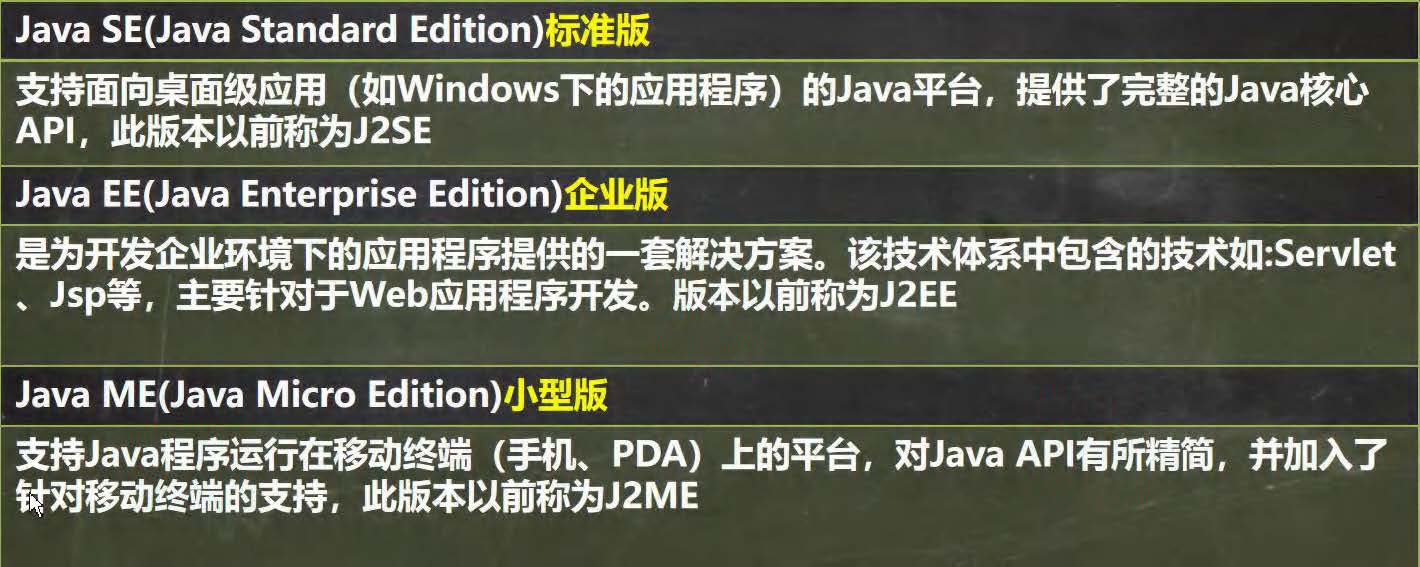 Java SE(Java Standard Edition)标准版
支持面向桌面级应用（如Windows下的应用程序）的Java平台，提供了完整的Java核心
API，此版本以前称为J2SE
Java EE(Java Enterprise Edition)企业版
是为开发企业环境下的应用程序提供的一套解决方案。该技术体系中包含的技术如:Servlet
、Jsp等，主要针对于Web应用程序开发。版本以前称为J2EE
Java ME(Java Micro Edition)小型版
支持Java程序运行在移动终端（手机、PDA）上的平台，对Java API有所精简，并加入了
针对移动终端的支持，此版本以前称为J2ME